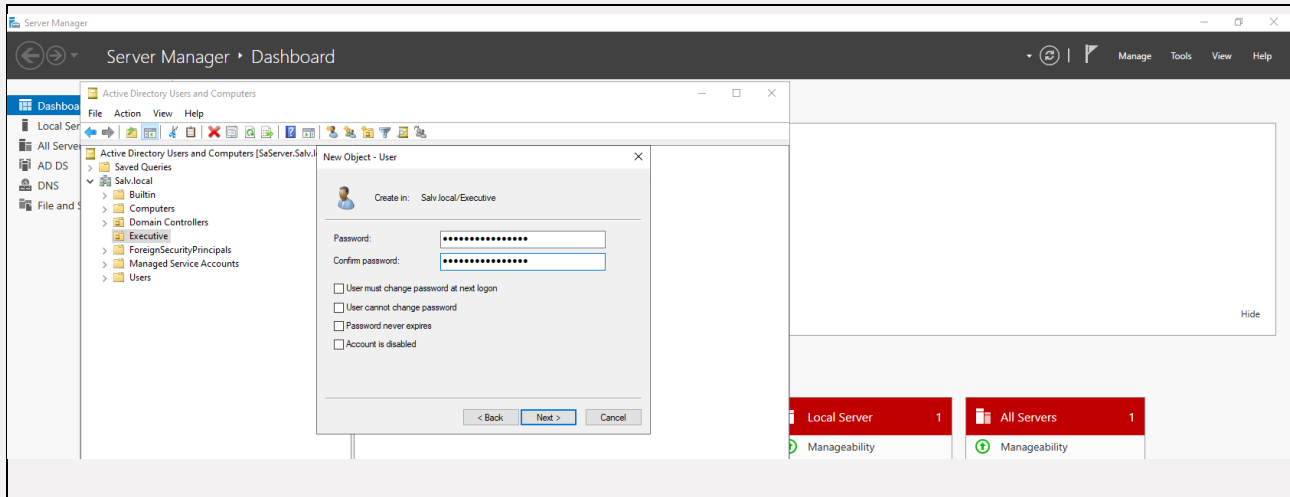 Server Manager
Server Manager • Dashboard
Manage Tools View Help
Dashboa
Local Ser
All Server
AD DS
DNS
File and S
Active Directory Users and Computers
File Action View Help
Active Directory Users and Computers [SaServer.Salv.l
Saved Queries
Salv.local
Builtin
Computers
Domain Controllers
Executive
ForeignSecurityPrincipals
Managed Service Accounts
Users
New Object - User
Create in: Salv.local/Executive
Password: ••••••••••••••••
Confirm password: ••••••••••••••••
User must change password at next logon
User cannot change password
Password never expires
Account is disabled
< Back Next > Cancel
Hide
Local Server 1
Manageability
All Servers 1
Manageability